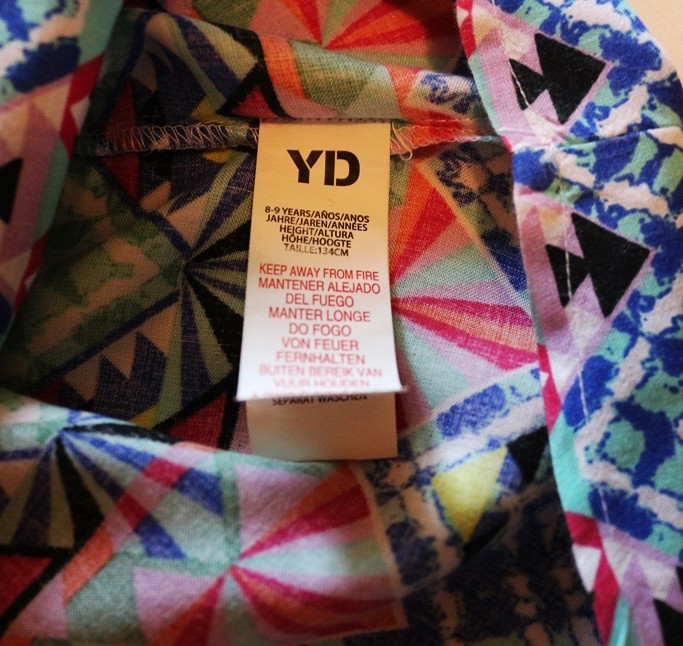 YD
8-9 YEARS/AÑOS/ANOS
JAHRE/JAREN/ANNÉES
HEIGHT/ALTURA
HÖHE/HOOGTE
TAILLE:134CM
KEEP AWAY FROM FIRE
MANTENER ALEJADO
DEL FUEGO
MANTER LONGE
DO FOGO
VON FEUER
FERNHALTEN
BUITEN BEREIK VAN
VUUR HOUDEN
SEPARAT WASCHEN